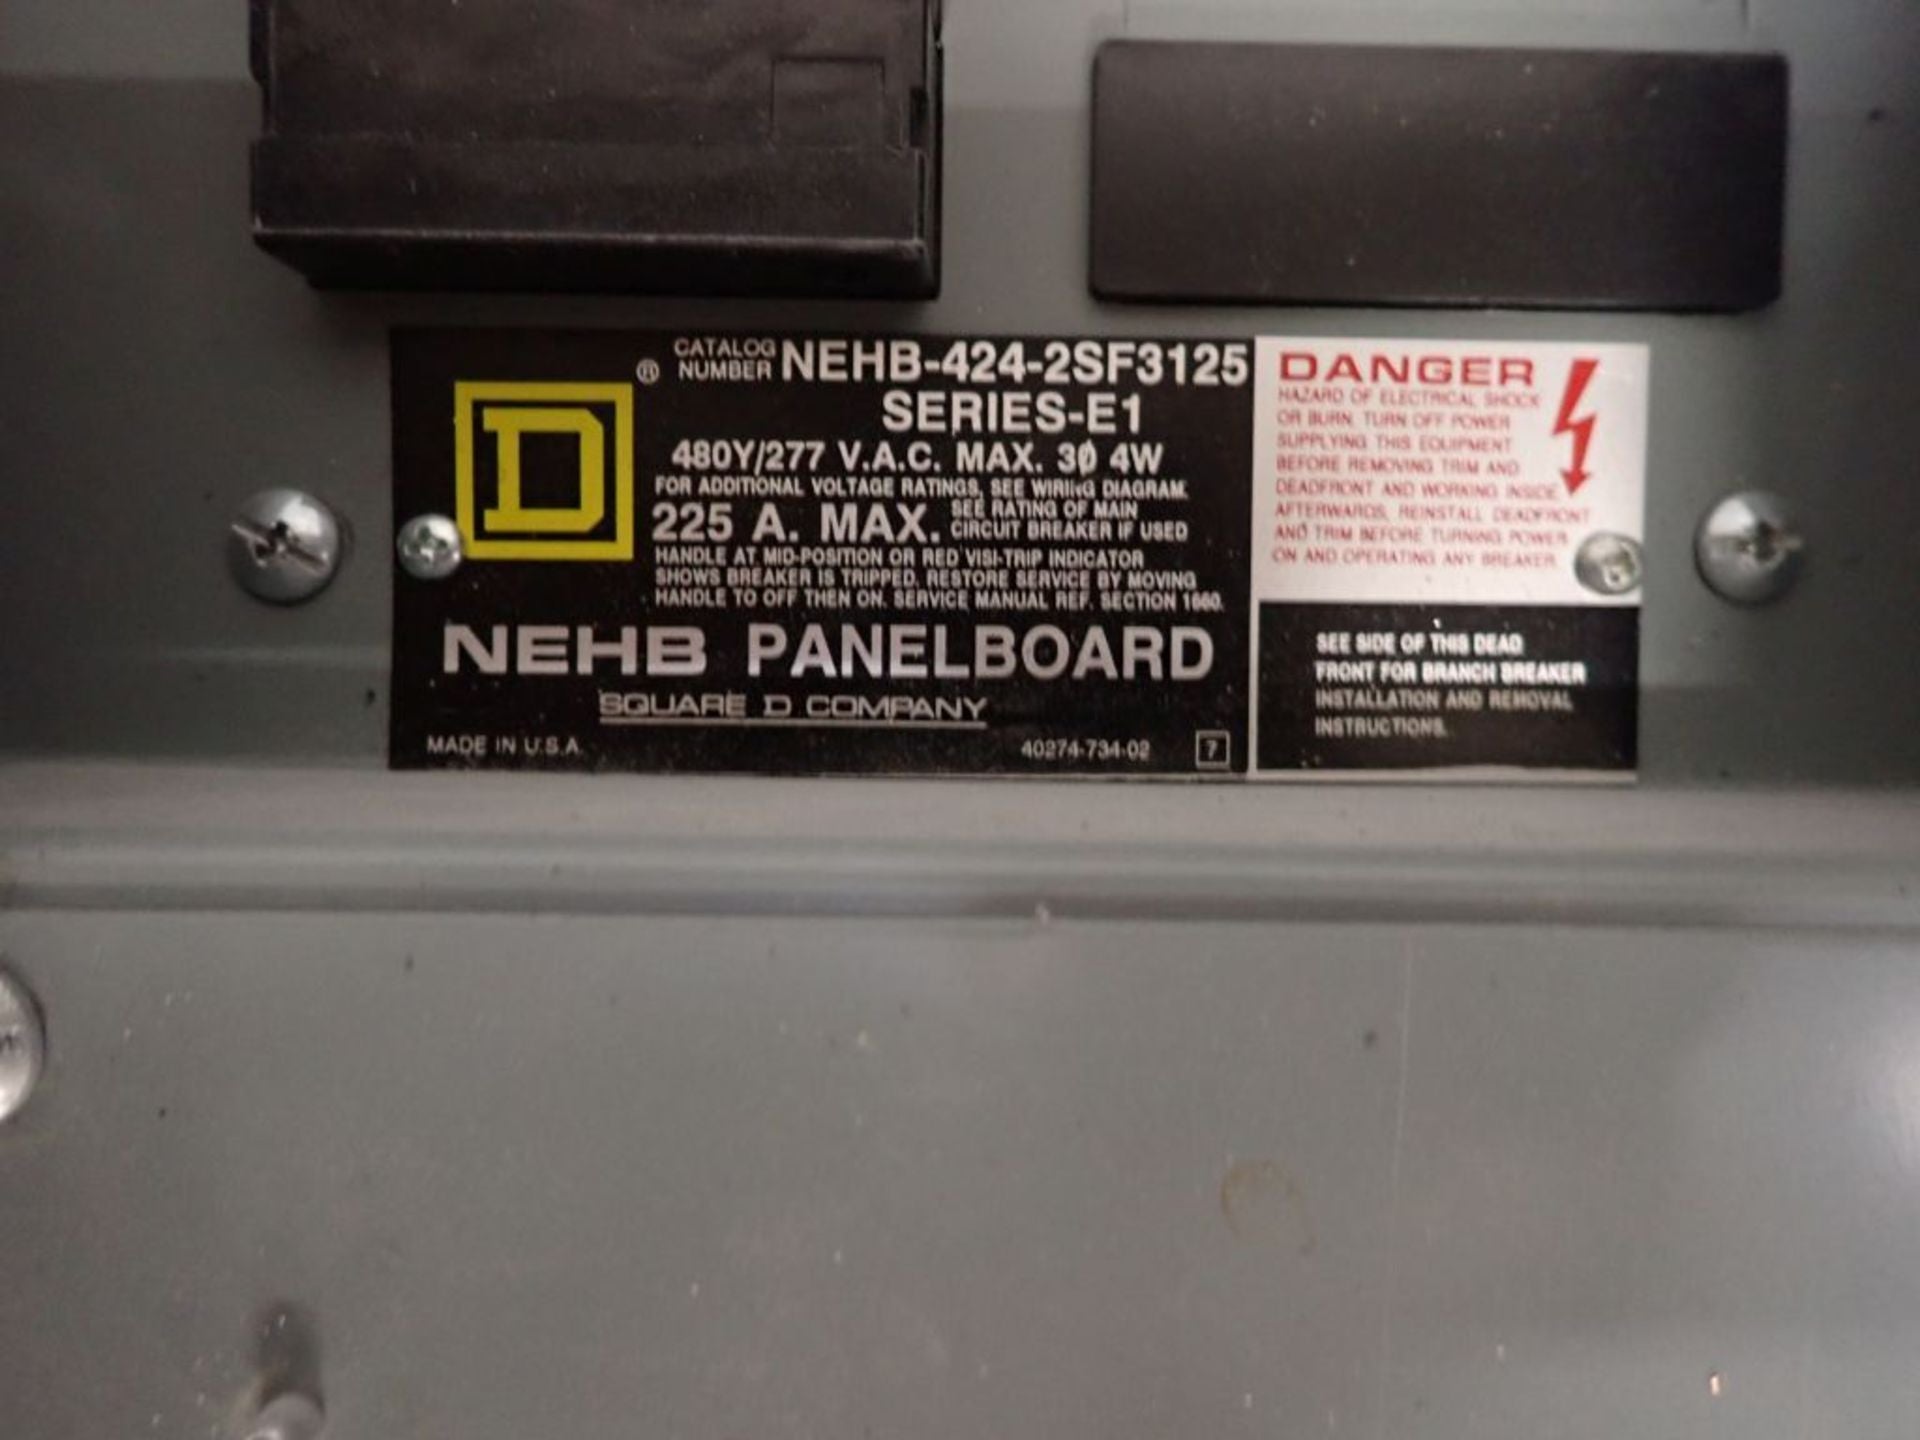 ® CATALOG NUMBER NEHB-424-2SF3125
SERIES-E1
D
480Y/277 V.A.C. MAX. 3Ø 4W
FOR ADDITIONAL VOLTAGE RATINGS, SEE WIRING DIAGRAM.
225 A. MAX. SEE RATING OF MAIN CIRCUIT BREAKER IF USED
HANDLE AT MID-POSITION OR RED VISI-TRIP INDICATOR
SHOWS BREAKER IS TRIPPED. RESTORE SERVICE BY MOVING
HANDLE TO OFF THEN ON. SERVICE MANUAL REF. SECTION 1660.
NEHB PANELBOARD
SQUARE D COMPANY
MADE IN U.S.A.
40274-734-02
?
DANGER
HAZARD OF ELECTRICAL SHOCK
OR BURN. TURN OFF POWER
SUPPLYING THIS EQUIPMENT
BEFORE REMOVING TRIM AND
DEADFRONT AND WORKING INSIDE.
AFTERWARDS, REINSTALL DEADFRONT
AND TRIM BEFORE TURNING POWER
ON AND OPERATING ANY BREAKER.
SEE SIDE OF THIS DEAD
FRONT FOR BRANCH BREAKER
INSTALLATION AND REMOVAL
INSTRUCTIONS.